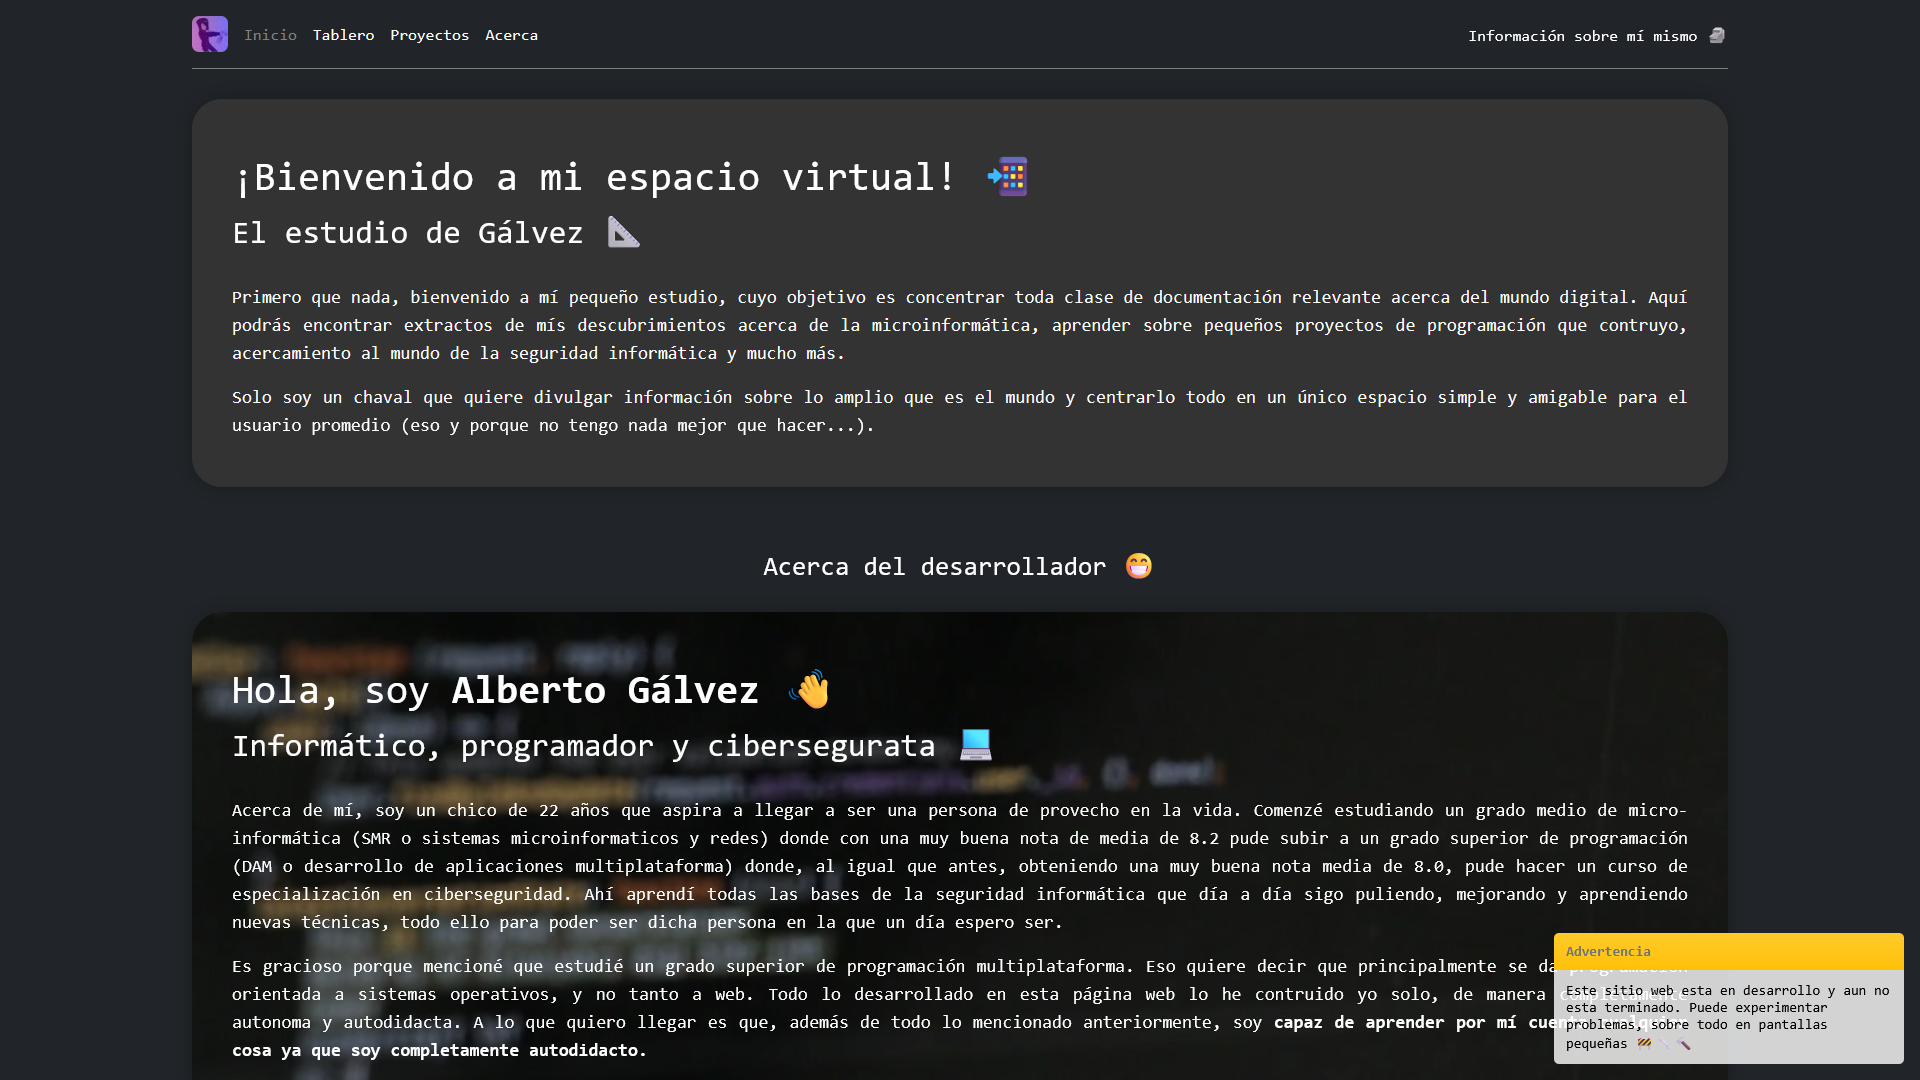 Inicio Tablero Proyectos Acerca
Información sobre mí mismo 🗿
¡Bienvenido a mi espacio virtual! 📲
El estudio de Gálvez 📐
Primero que nada, bienvenido a mí pequeño estudio, cuyo objetivo es concentrar toda clase de documentación relevante acerca del mundo digital. Aquí
podrás encontrar extractos de mís descubrimientos acerca de la microinformática, aprender sobre pequeños proyectos de programación que contruyo,
acercamiento al mundo de la seguridad informática y mucho más.
Solo soy un chaval que quiere divulgar información sobre lo amplio que es el mundo y centrarlo todo en un único espacio simple y amigable para el
usuario promedio (eso y porque no tengo nada mejor que hacer...).
Acerca del desarrollador 😁
Hola, soy Alberto Gálvez 👋
Informático, programador y cibersegurata 💻
Acerca de mí, soy un chico de 22 años que aspira a llegar a ser una persona de provecho en la vida. Comenzé estudiando un grado medio de micro-
informática (SMR o sistemas microinformaticos y redes) donde con una muy buena nota de media de 8.2 pude subir a un grado superior de programación
(DAM o desarrollo de aplicaciones multiplataforma) donde, al igual que antes, obteniendo una muy buena nota media de 8.0, pude hacer un curso de
especialización en ciberseguridad. Ahí aprendí todas las bases de la seguridad informática que día a día sigo puliendo, mejorando y aprendiendo
nuevas técnicas, todo ello para poder ser dicha persona en la que un día espero ser.
Es gracioso porque mencioné que estudié un grado superior de programación multiplataforma. Eso quiere decir que principalmente se da programación
orientada a sistemas operativos, y no tanto a web. Todo lo desarrollado en esta página web lo he contruido yo solo, de manera completamente
autonoma y autodidacta. A lo que quiero llegar es que, además de todo lo mencionado anteriormente, soy capaz de aprender por mí cuenta cualquier
cosa ya que soy completamente autodidacto.
Advertencia
Este sitio web esta en desarrollo y aun no
esta terminado. Puede experimentar
problemas, sobre todo en pantallas
pequeñas 🚧🪛🔨